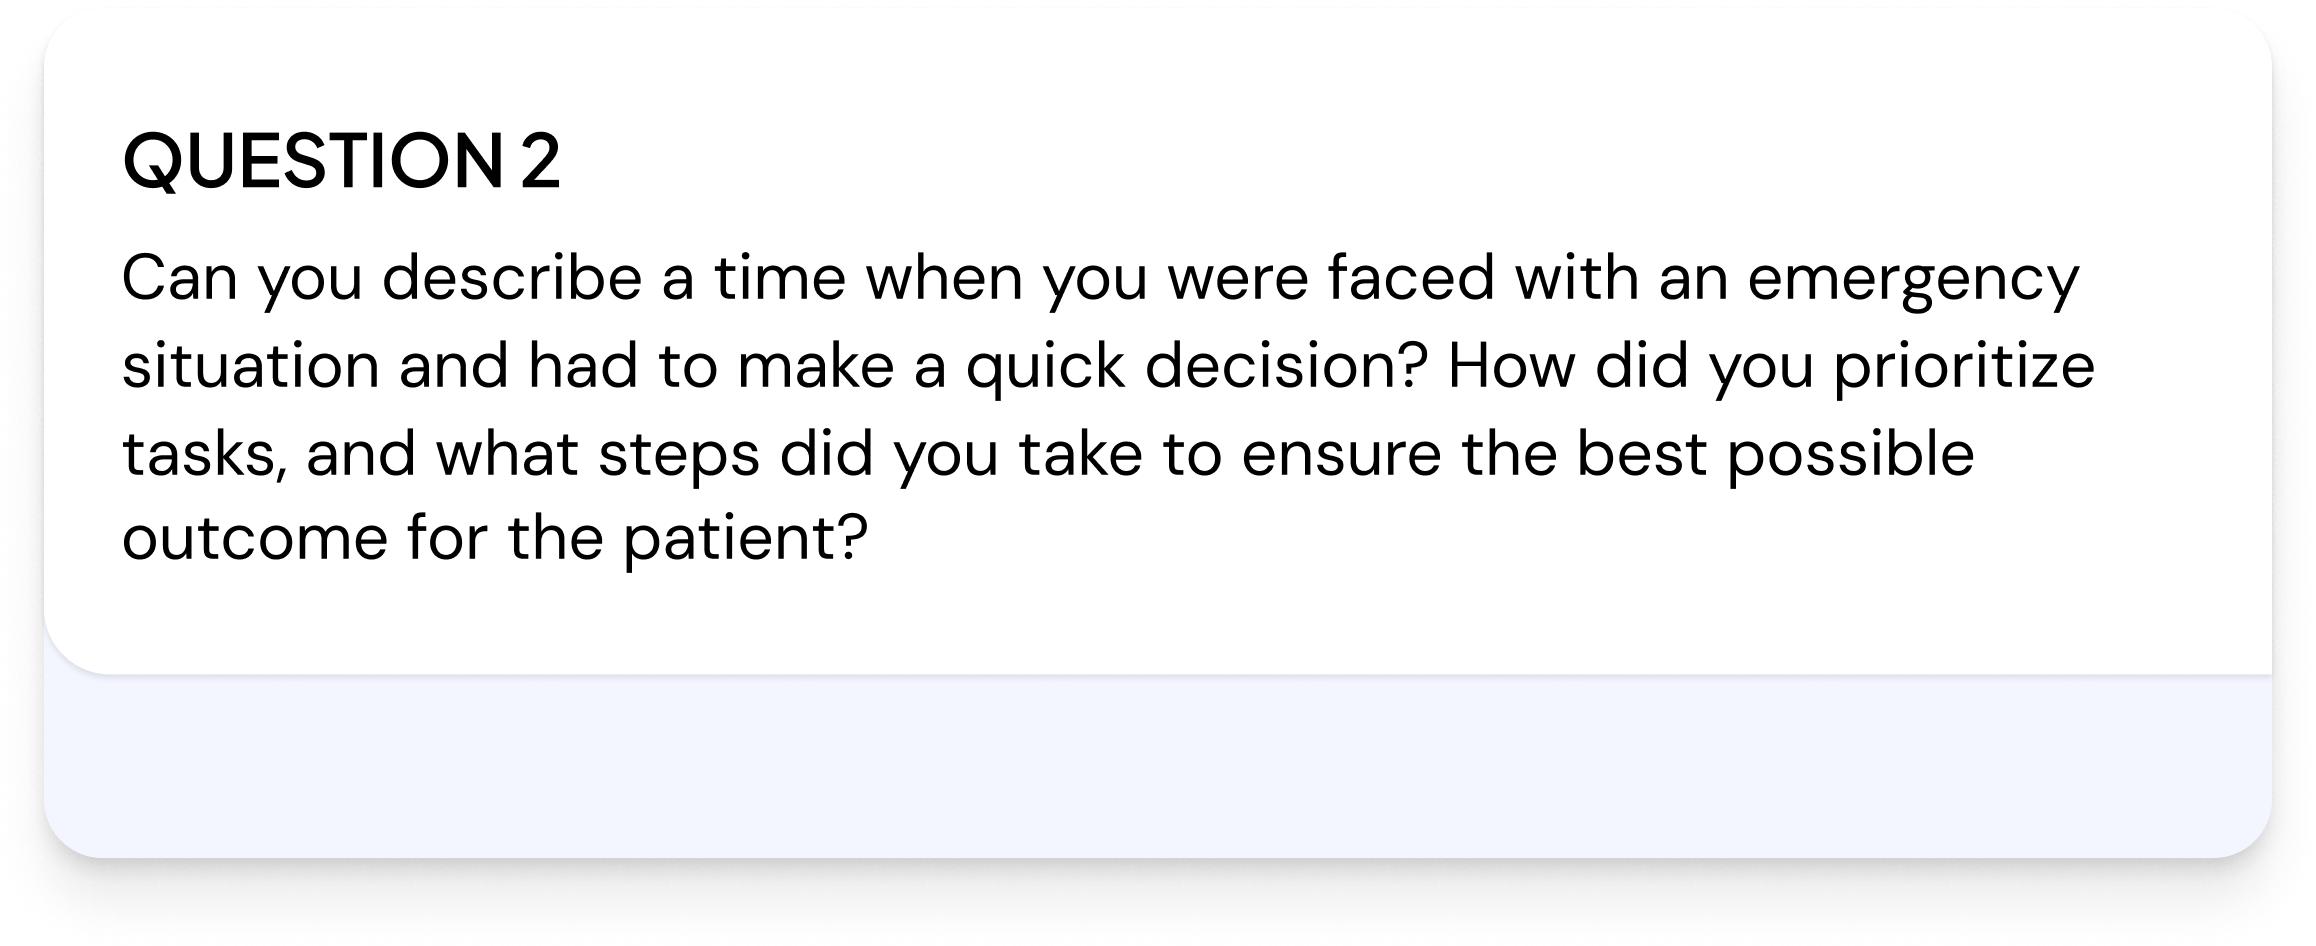 QUESTION 2
Can you describe a time when you were faced with an emergency
situation and had to make a quick decision? How did you prioritize
tasks, and what steps did you take to ensure the best possible
outcome for the patient?